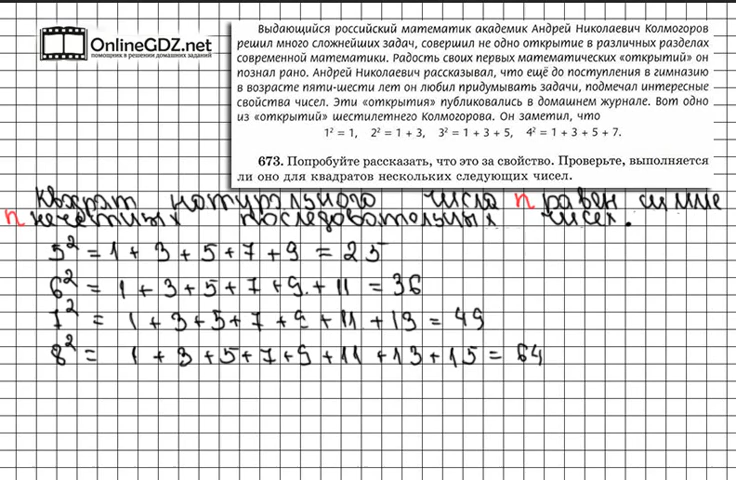 OnlineGDZ.net
помощник в решении домашних заданий
Выдающийся российский математик академик Андрей Николаевич Колмогоров
решил много сложнейших задач, совершил не одно открытие в различных разделах
современной математики. Радость своих первых математических «открытий» он
познал рано. Андрей Николаевич рассказывал, что ещё до поступления в гимназию
в возрасте пяти-шести лет он любил придумывать задачи, подмечал интересные
свойства чисел. Эти «открытия» публиковались в домашнем журнале. Вот одно
из «открытий» шестилетнего Колмогорова. Он заметил, что
1² = 1, 2² = 1 + 3, 3² = 1 + 3 + 5, 4² = 1 + 3 + 5 + 7.
673. Попробуйте рассказать, что это за свойство. Проверьте, выполняется
ли оно для квадратов нескольких следующих чисел.
Квадрат натурального числа n равен сумме
n нечетных последовательных чисел.
5² = 1 + 3 + 5 + 7 + 9 = 25
6² = 1 + 3 + 5 + 7 + 9 + 11 = 36
7² = 1 + 3 + 5 + 7 + 9 + 11 + 13 = 49
8² = 1 + 3 + 5 + 7 + 9 + 11 + 13 + 15 = 64